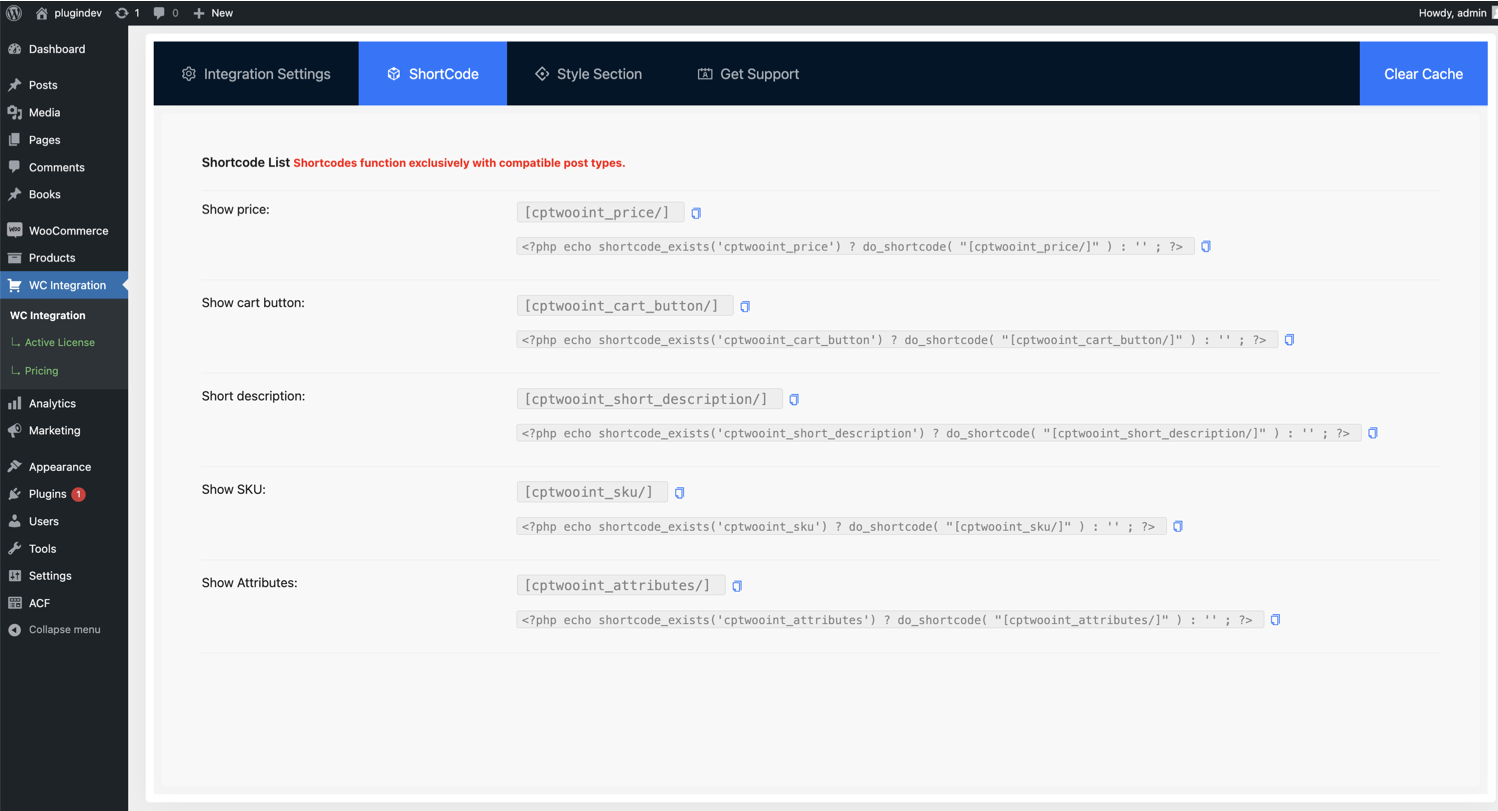 plugindev 1 0 New Howdy, admin
Dashboard
Posts
Media
Pages
Comments
Books
WooCommerce
Products
WC Integration
WC Integration
Active License
Pricing
Analytics
Marketing
Appearance
Plugins 1
Users
Tools
Settings
ACF
Collapse menu
Integration Settings ShortCode Style Section Get Support Clear Cache
Shortcode List Shortcodes function exclusively with compatible post types.
Show price: [cptwooint_price/]
<?php echo shortcode_exists('cptwooint_price') ? do_shortcode( "[cptwooint_price/]" ) : '' ; ?>
Show cart button: [cptwooint_cart_button/]
<?php echo shortcode_exists('cptwooint_cart_button') ? do_shortcode( "[cptwooint_cart_button/]" ) : '' ; ?>
Short description: [cptwooint_short_description/]
<?php echo shortcode_exists('cptwooint_short_description') ? do_shortcode( "[cptwooint_short_description/]" ) : '' ; ?>
Show SKU: [cptwooint_sku/]
<?php echo shortcode_exists('cptwooint_sku') ? do_shortcode( "[cptwooint_sku/]" ) : '' ; ?>
Show Attributes: [cptwooint_attributes/]
<?php echo shortcode_exists('cptwooint_attributes') ? do_shortcode( "[cptwooint_attributes/]" ) : '' ; ?>